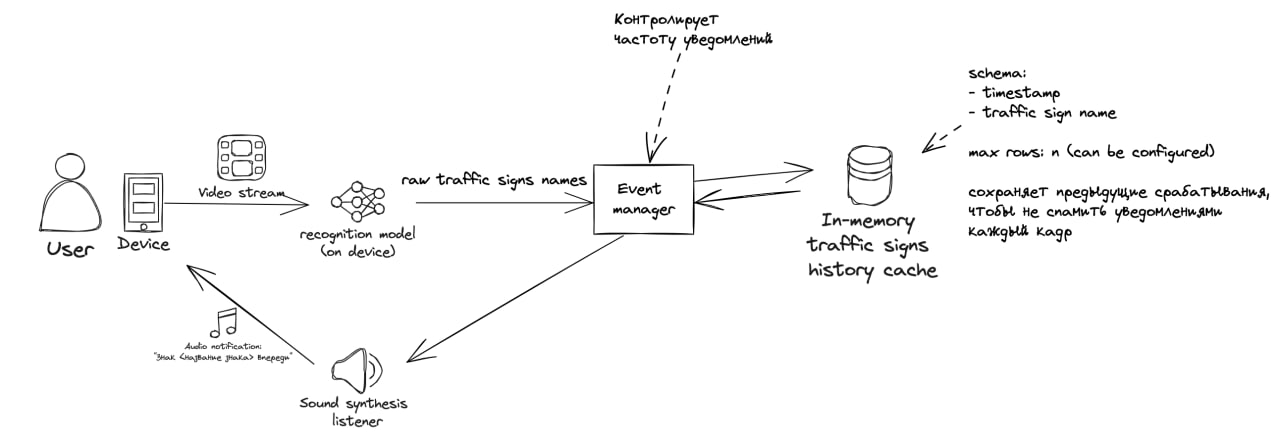 Контролирует
частоту уведомлений
schema:
- timestamp
- traffic sign name
max rows: n (can be configured)
сохраняет предыдущие срабатывания,
чтобы не спамить уведомлениями
каждый кадр
User
Device
Video stream
recognition model
(on device)
raw traffic signs names
Event
manager
In-memory
traffic signs
history cache
Audio notification:
"Знак <название знака> впереди"
Sound synthesis
listener